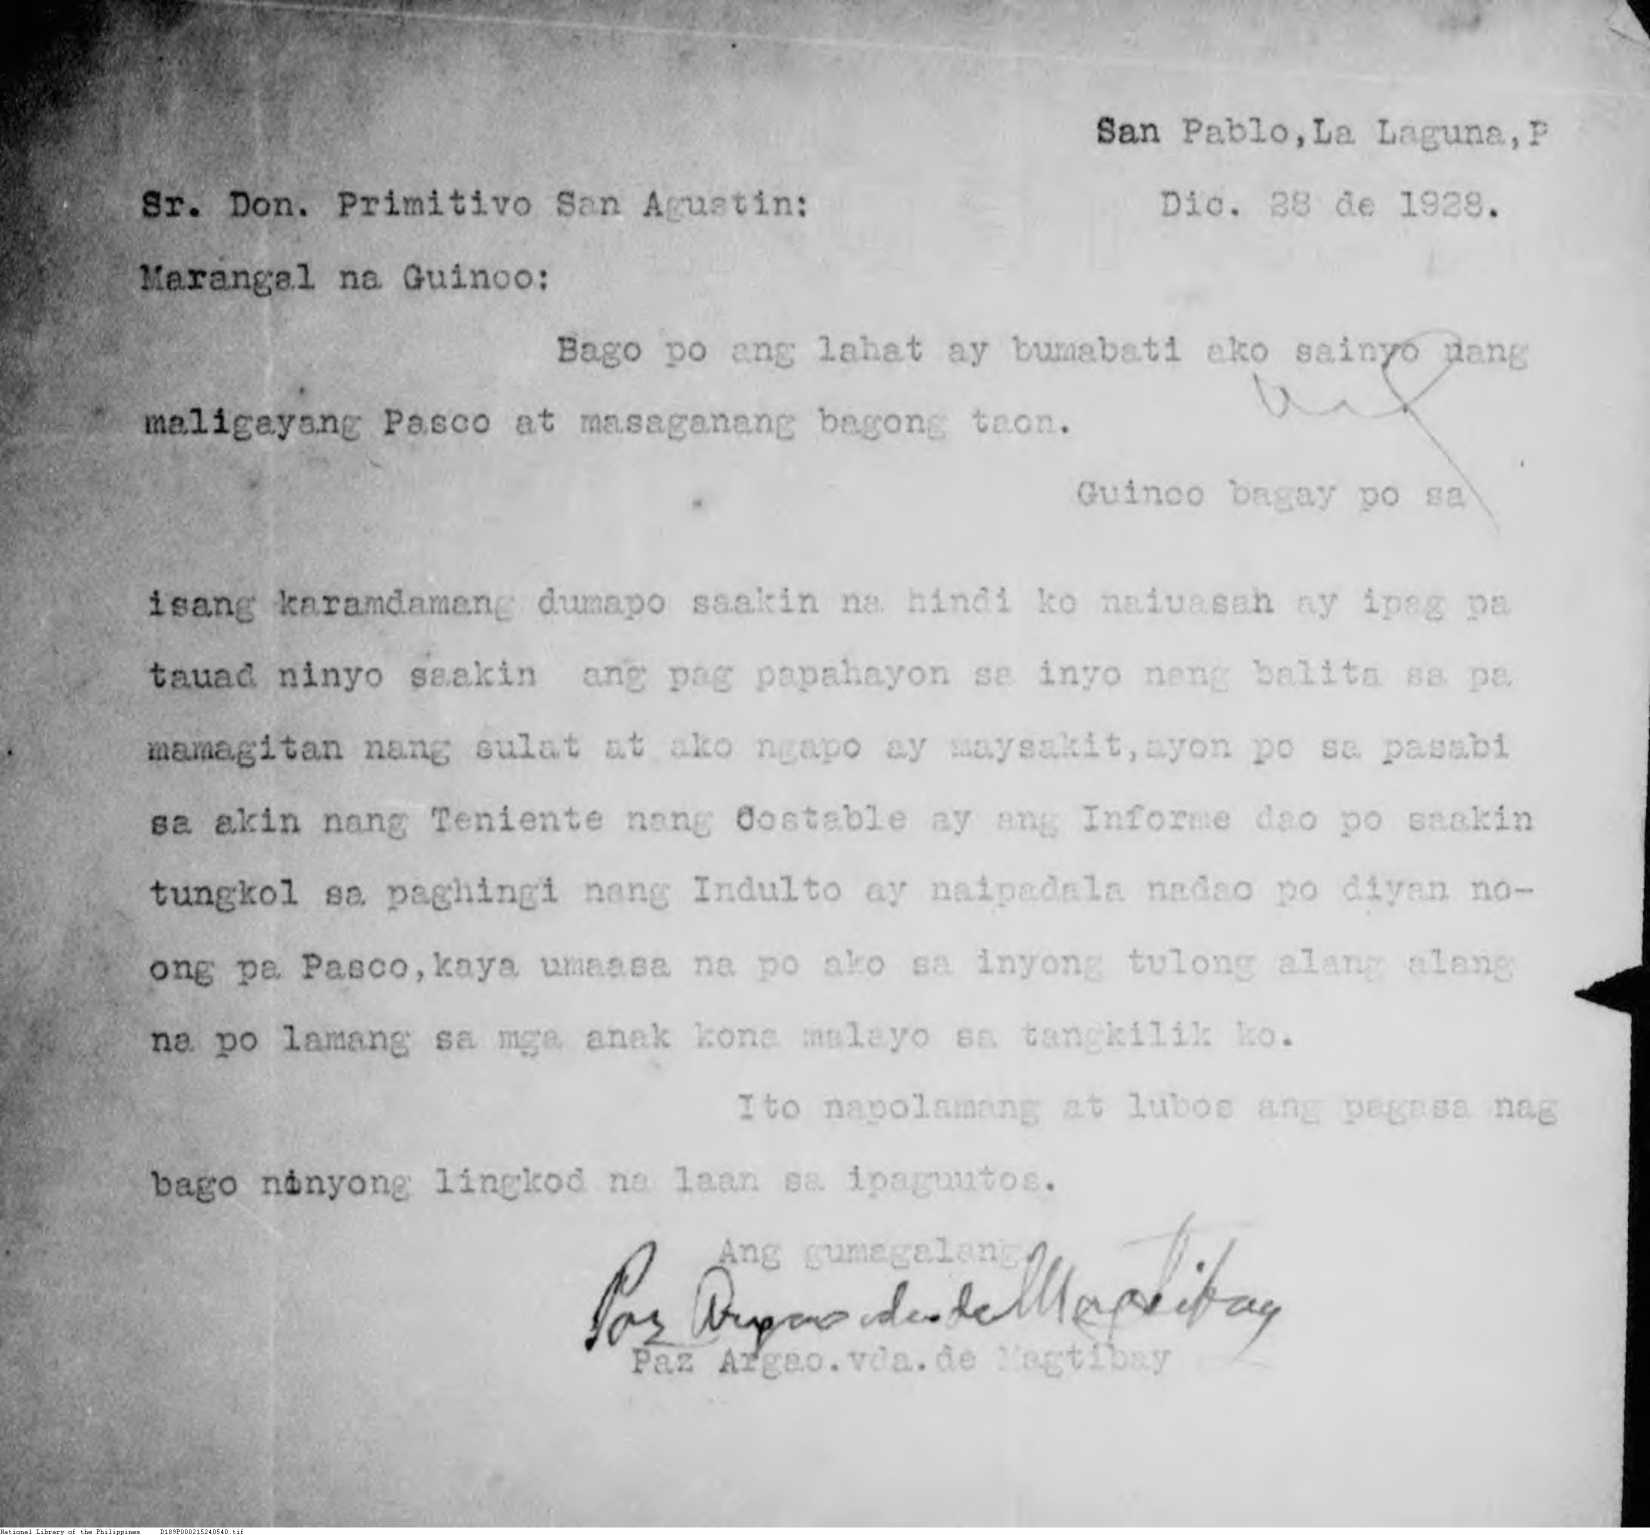 San Pablo,La Laguna,P
Sr. Don. Primitivo San Agustin:
Dic. 28 de 1928.
Marangal na Guinoo:
Bago po ang lahat ay bumabati ako sainyo nang
maligayang Pasco at masaganang bagong taon.
Guinoo bagay po sa
isang karamdamang dumapo saakin na hindi ko naiuasan ay ipag pa
tauad ninyo saakin ang pag papahayon sa inyo nang balita sa pa
mamagitan nang sulat at ako ngapo ay maysakit,ayon po sa pasabi
sa akin nang Teniente nang Costable ay ang Informe dao po saakin
tungkol sa paghingi nang Indulto ay naipadala nadao po diyan no-
ong pa Pasco,kaya umaasa na po ako sa inyong tulong alang alang
na po lamang sa mga anak kona malayo sa tangkilik ko.
Ito napolamang at lubos ang pagasa nag
bago ninyong lingkod na laan sa ipaguutos.
Ang gumagalang
Paz Argao vda. de Magtibay
Paz Argao.vda.de Magtibay
National Library of the Philippines D189P000215240540.tif